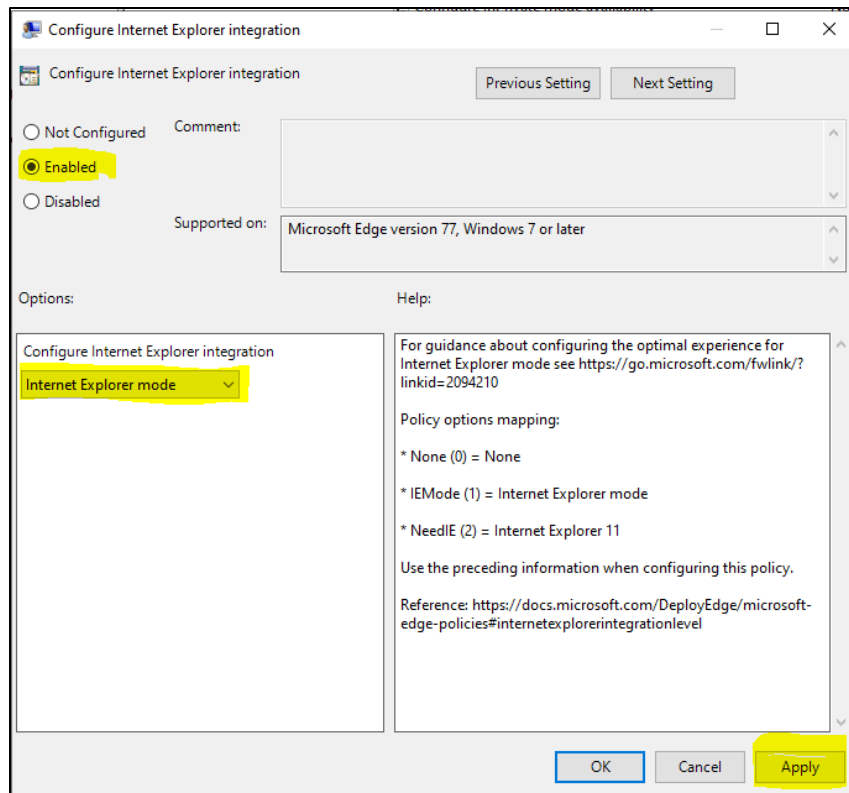 Configure Internet Explorer integration
Configure Internet Explorer integration
Previous Setting
Next Setting
Not Configured
Comment:
Enabled
Disabled
Supported on:
Microsoft Edge version 77, Windows 7 or later
Options:
Help:
Configure Internet Explorer integration
Internet Explorer mode
For guidance about configuring the optimal experience for
Internet Explorer mode see https://go.microsoft.com/fwlink/?
linkid=2094210
Policy options mapping:
* None (0) = None
* IEMode (1) = Internet Explorer mode
* NeedIE (2) = Internet Explorer 11
Use the preceding information when configuring this policy.
Reference: https://docs.microsoft.com/DeployEdge/microsoft-
edge-policies#internetexplorerintegrationlevel
OK
Cancel
Apply